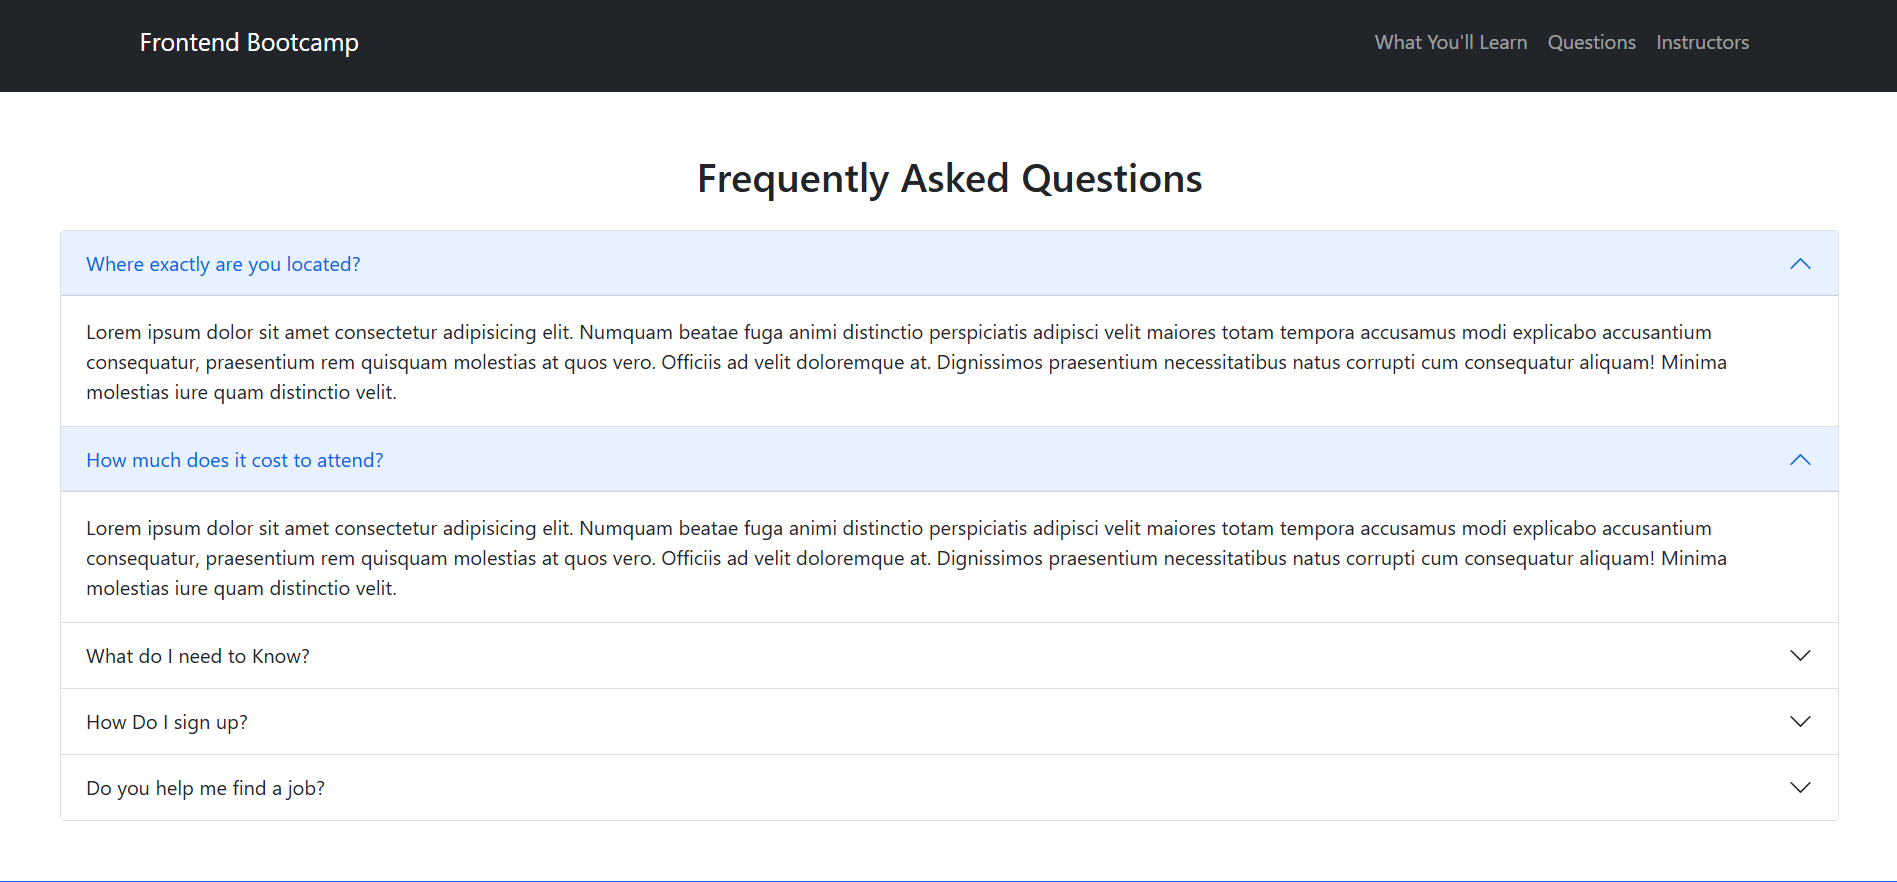 Frontend Bootcamp
What You'll Learn Questions Instructors
Frequently Asked Questions
Where exactly are you located?
Lorem ipsum dolor sit amet consectetur adipisicing elit. Numquam beatae fuga animi distinctio perspiciatis adipisci velit maiores totam tempora accusamus modi explicabo accusantium
consequatur, praesentium rem quisquam molestias at quos vero. Officiis ad velit doloremque at. Dignissimos praesentium necessitatibus natus corrupti cum consequatur aliquam! Minima
molestias iure quam distinctio velit.
How much does it cost to attend?
Lorem ipsum dolor sit amet consectetur adipisicing elit. Numquam beatae fuga animi distinctio perspiciatis adipisci velit maiores totam tempora accusamus modi explicabo accusantium
consequatur, praesentium rem quisquam molestias at quos vero. Officiis ad velit doloremque at. Dignissimos praesentium necessitatibus natus corrupti cum consequatur aliquam! Minima
molestias iure quam distinctio velit.
What do I need to Know?
How Do I sign up?
Do you help me find a job?